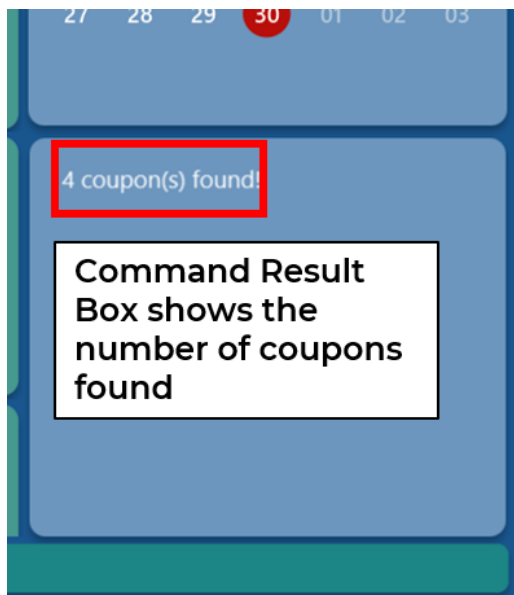 27 28 29 30 01 02 03
4 coupon(s) found!
Command Result
Box shows the
number of coupons
found